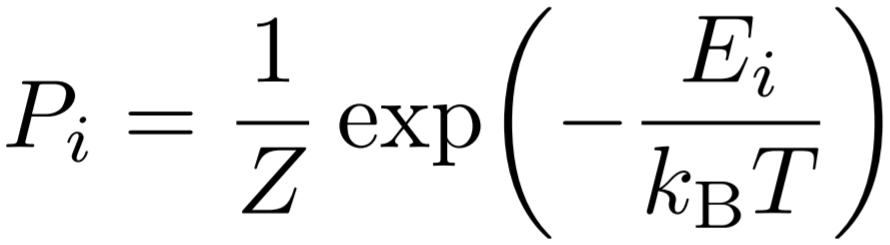 P_i = \frac{1}{Z} \exp\left(-\frac{E_i}{k_\mathrm{B} T}\right)